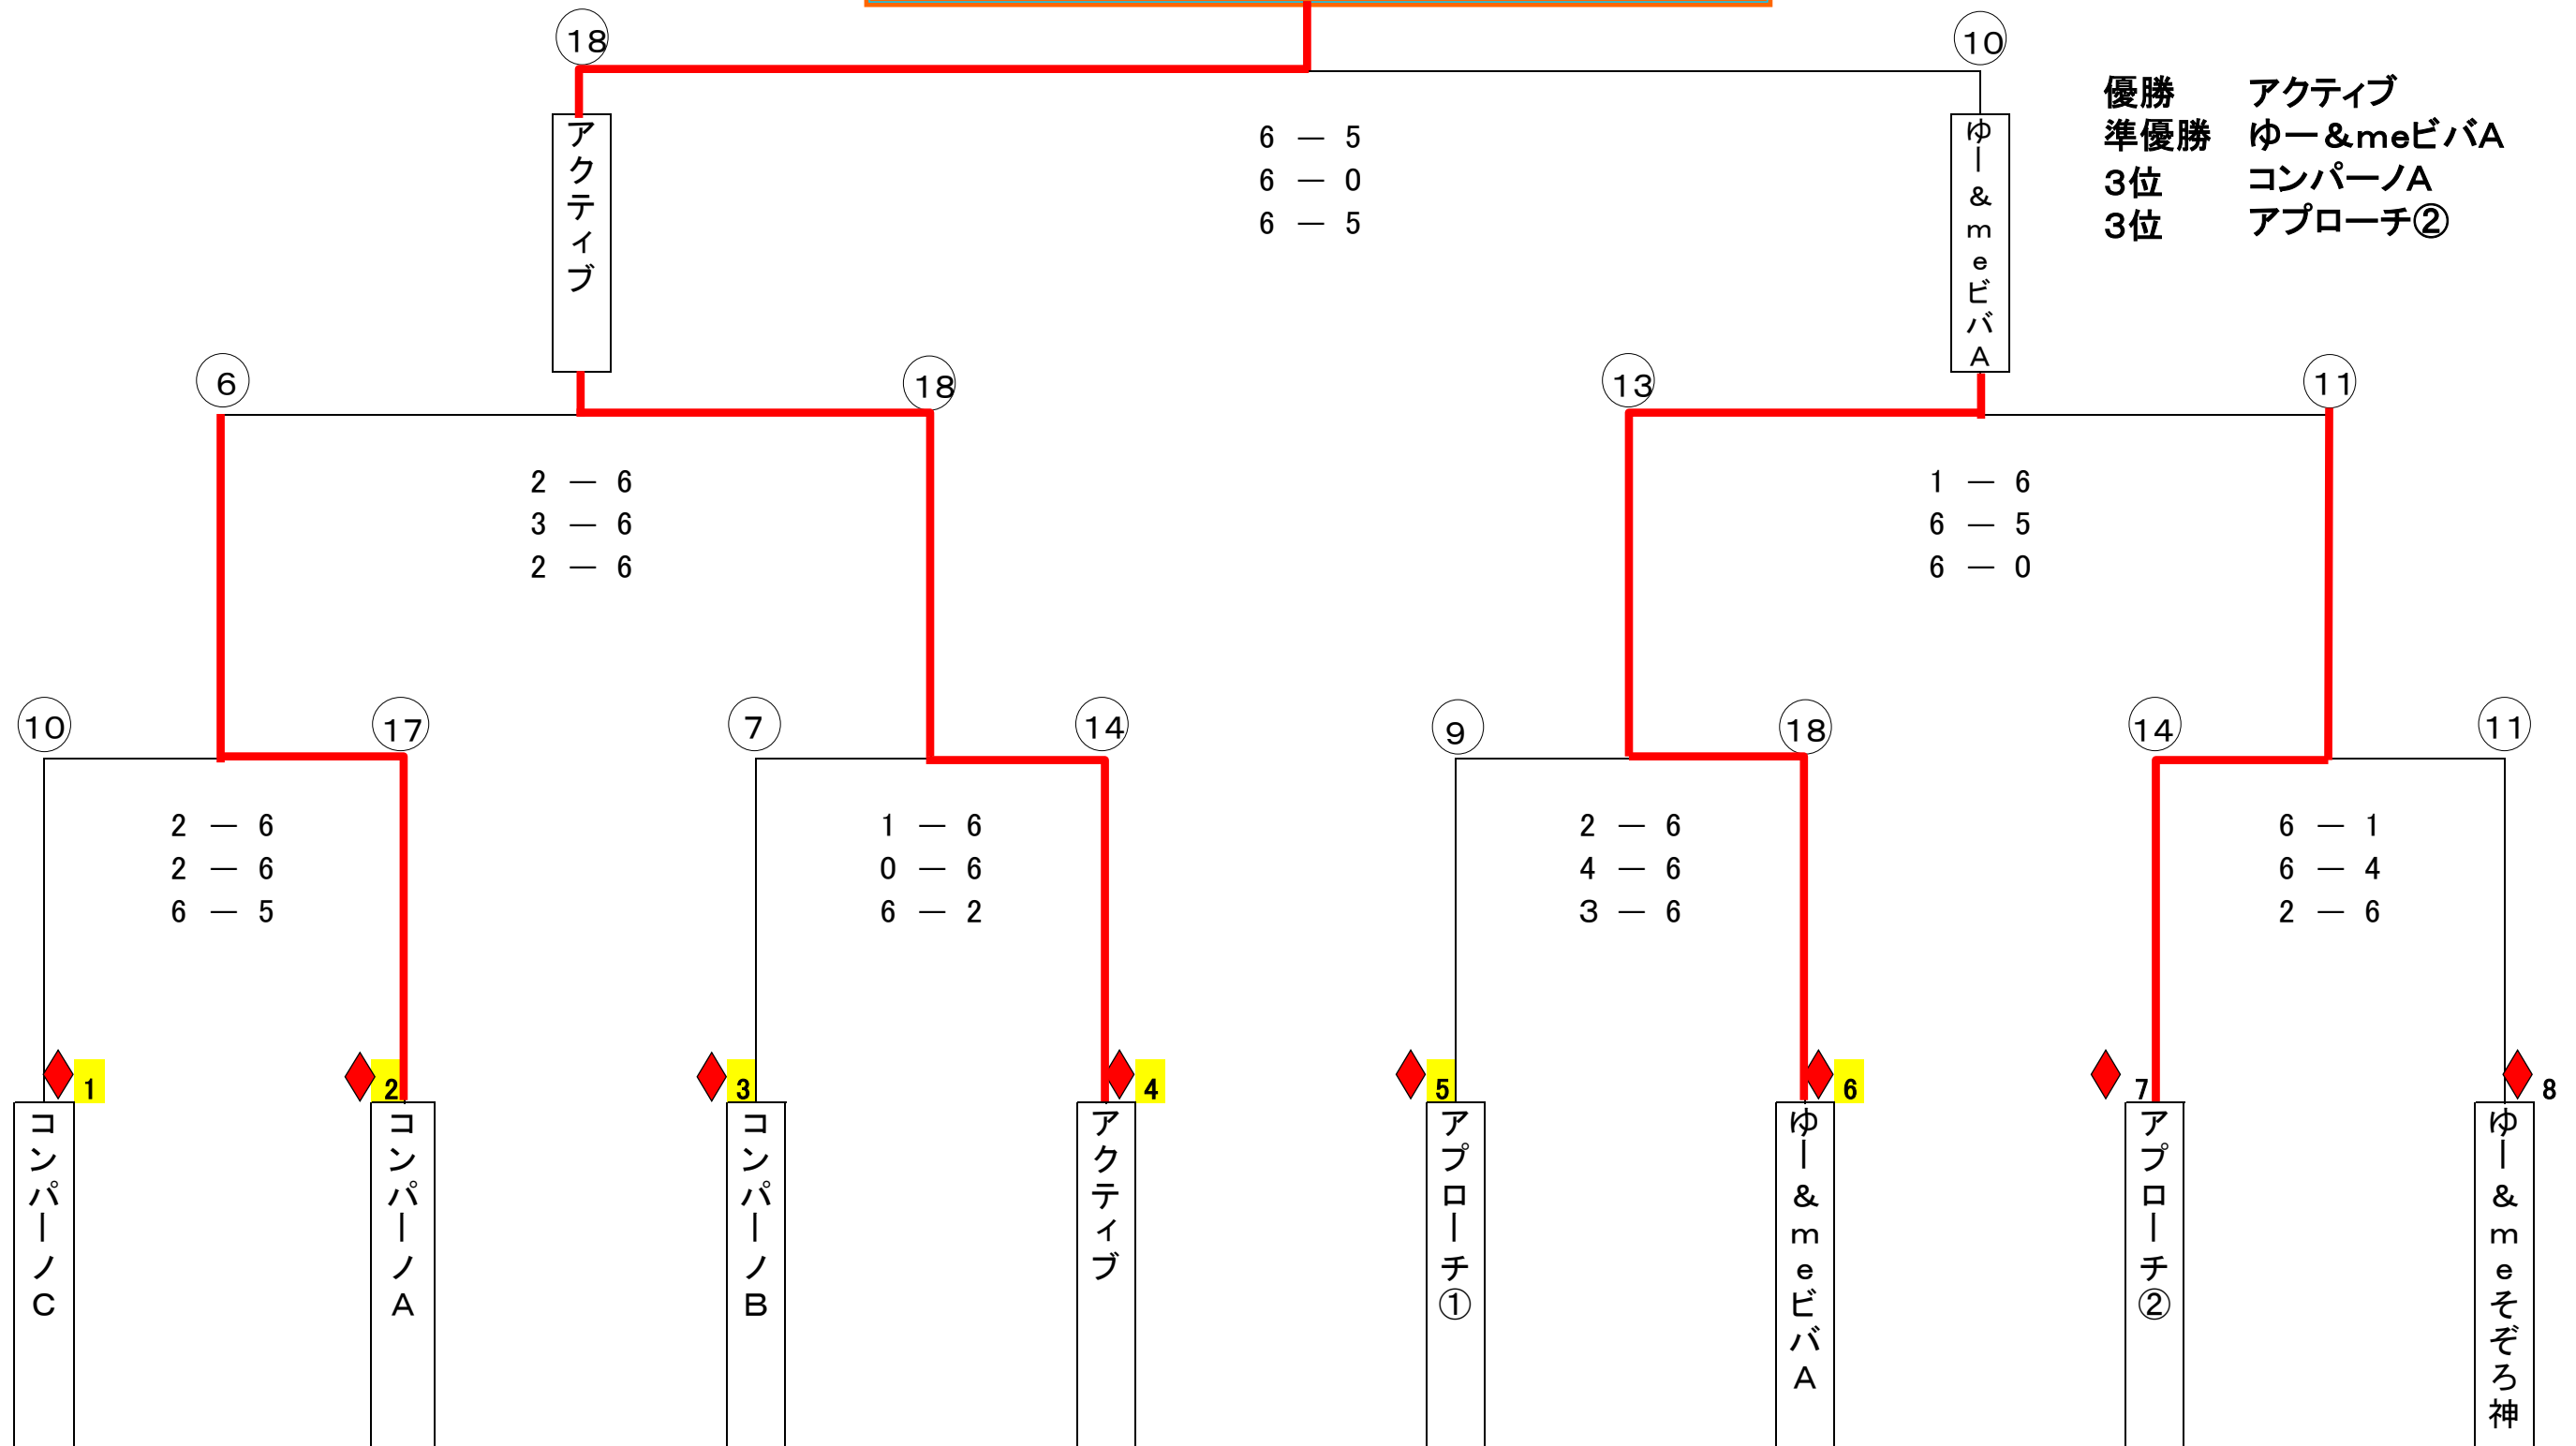 ⑱
⑩
優勝 アクティブ
準優勝 ゆー&meビバA
3位 コンパーノA
3位 アプローチ②
アクティブ
6 － 5
6 － 0
6 － 5
ゆー&meビバA
⑥
⑱
⑬
⑪
2 － 6
3 － 6
2 － 6
1 － 6
6 － 5
6 － 0
⑩
⑰
⑦
⑭
⑨
⑱
⑭
⑪
2 － 6
2 － 6
6 － 5
1 － 6
0 － 6
6 － 2
2 － 6
4 － 6
3 － 6
6 － 1
6 － 4
2 － 6
1
2
3
4
5
6
7
8
コンパーノC
コンパーノA
コンパーノB
アクティブ
アプローチ①
ゆー&meビバA
アプローチ②
ゆー&meそぞろ神